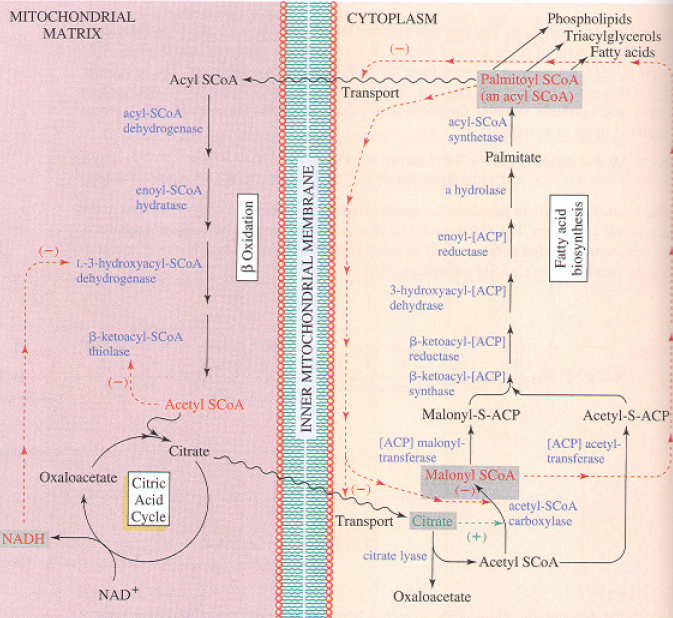 MITOCHONDRIAL
MATRIX
CYTOPLASM
Phospholipids
Triacylglycerols
Fatty acids
(−)
Acyl SCoA
Transport
Palmitoyl SCoA
(an acyl SCoA)
acyl-SCoA
dehydrogenase
acyl-SCoA
synthetase
Palmitate
enoyl-SCoA
hydratase
a hydrolase
β Oxidation
INNER MITOCHONDRIAL MEMBRANE
Fatty acid
biosynthesis
enoyl-[ACP]
reductase
(−)
L-3-hydroxyacyl-SCoA
dehydrogenase
3-hydroxyacyl-[ACP]
dehydrase
β-ketoacyl-SCoA
thiolase
β-ketoacyl-[ACP]
reductase
(−)
β-ketoacyl-[ACP]
synthase
Acetyl SCoA
Malonyl-S-ACP
Acetyl-S-ACP
Citrate
[ACP] malonyl-
transferase
[ACP] acetyl-
transferase
Oxaloacetate
Citric
Acid
Cycle
Malonyl SCoA
(−)
(−)
acetyl-SCoA
carboxylase
Transport
Citrate
(+)
NADH
citrate lyase
Acetyl SCoA
NAD+
Oxaloacetate